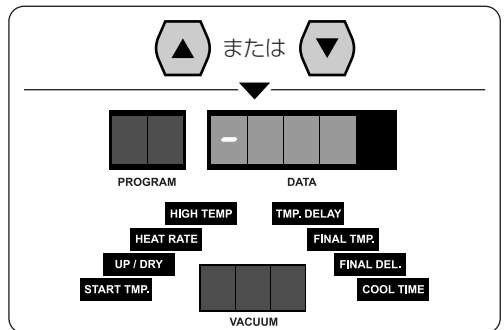 ▲ または ▼
PROGRAM DATA
HIGH TEMP TMP. DELAY
HEAT RATE FINAL TMP.
UP / DRY FINAL DEL.
START TMP. COOL TIME
VACUUM